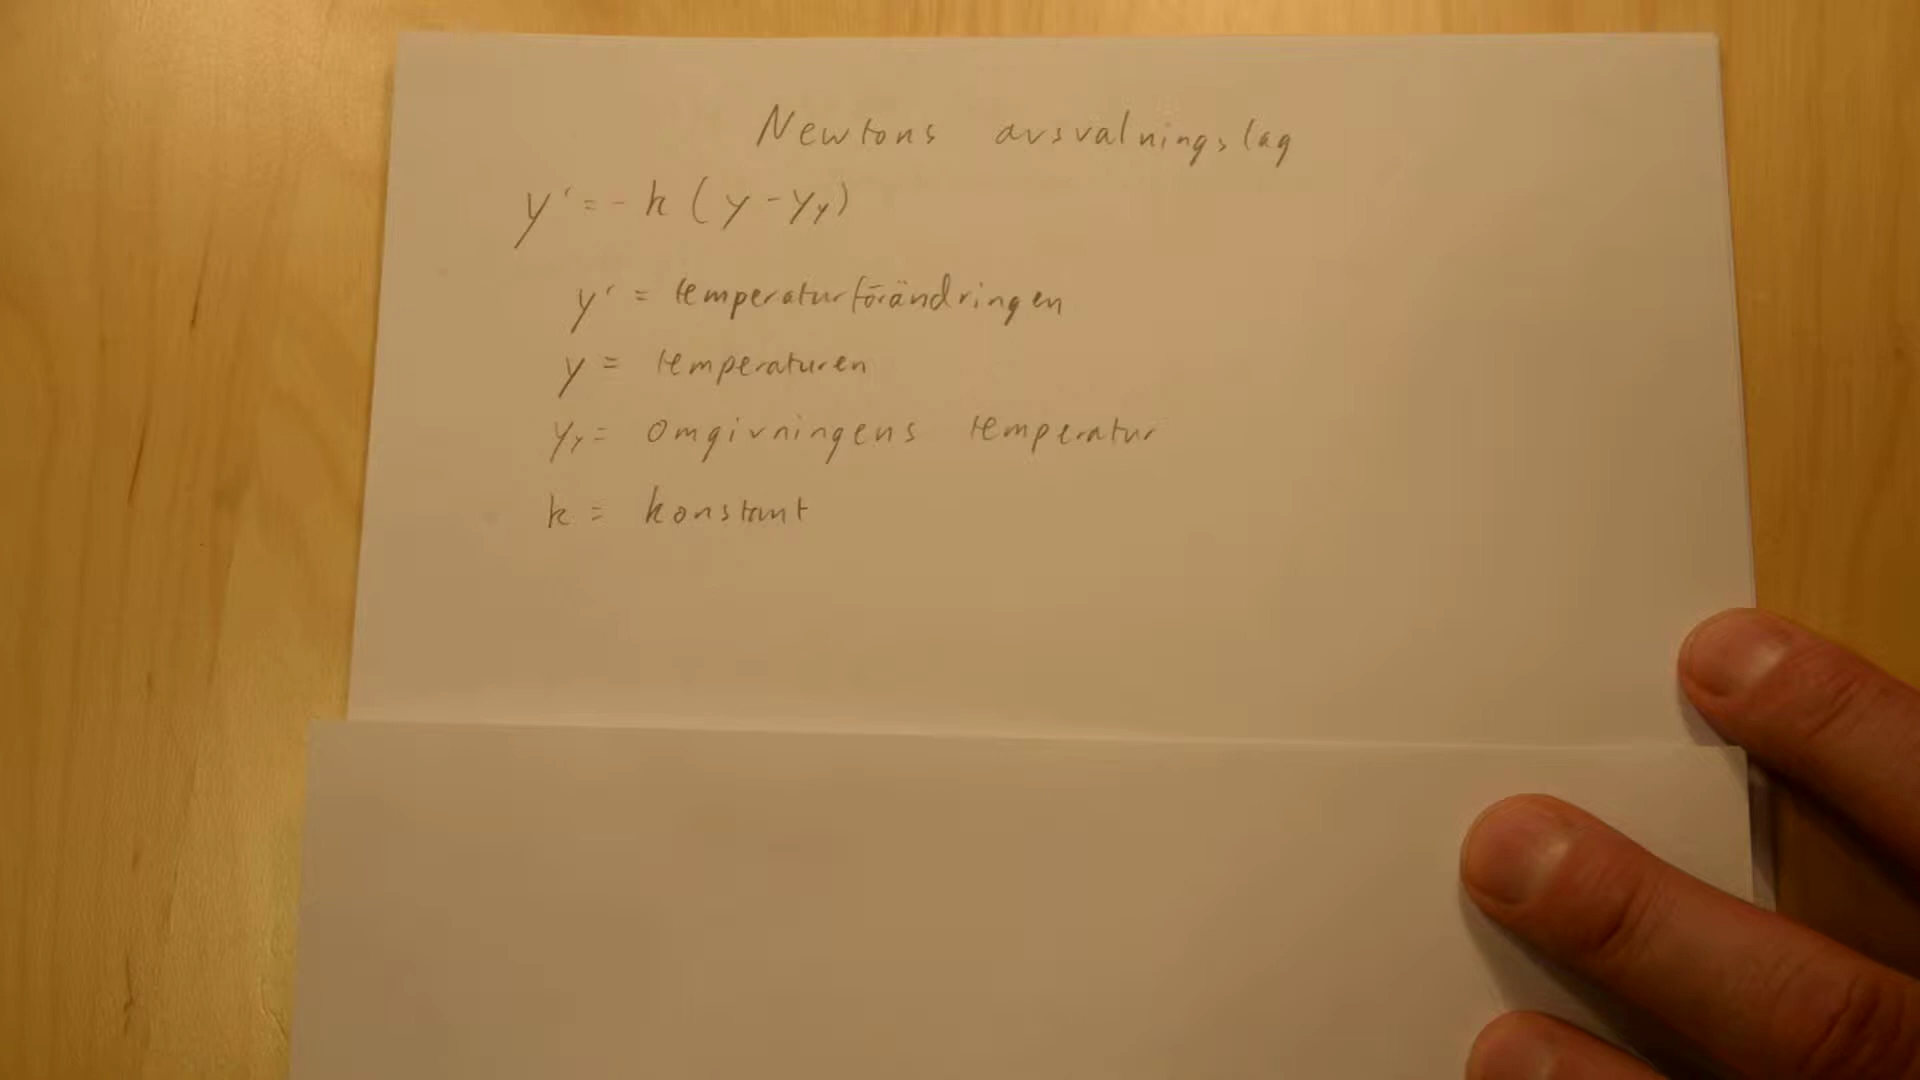 Newtons avsvalningslag
y' = - k (y - yy)
y' = temperaturförändringen
y = temperaturen
yy = omgivningens temperatur
k = konstant